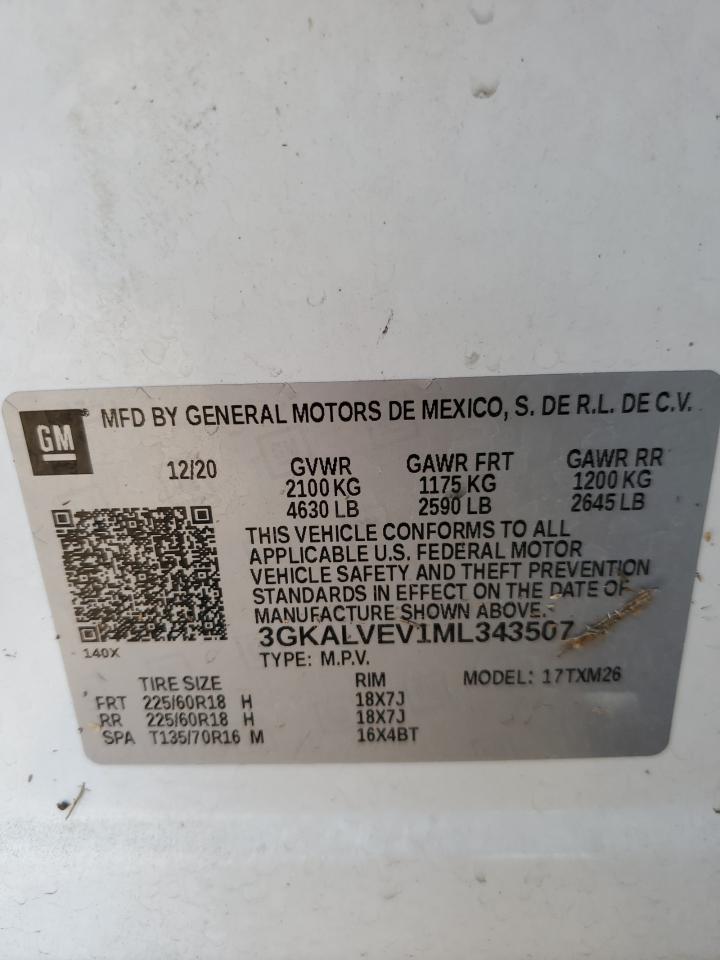 GM ® MFD BY GENERAL MOTORS DE MEXICO, S. DE R.L. DE C.V.
12/20 GVWR GAWR FRT GAWR RR
2100 KG 1175 KG 1200 KG
4630 LB 2590 LB 2645 LB
THIS VEHICLE CONFORMS TO ALL
APPLICABLE U.S. FEDERAL MOTOR
VEHICLE SAFETY AND THEFT PREVENTION
STANDARDS IN EFFECT ON THE DATE OF
MANUFACTURE SHOWN ABOVE.
3GKALVEV1ML343507
140X
TYPE: M.P.V.
TIRE SIZE RIM MODEL: 17TXM26
FRT 225/60R18 H 18X7J
RR 225/60R18 H 18X7J
SPA T135/70R16 M 16X4BT